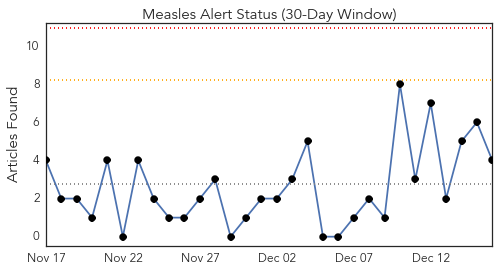 Measles Alert Status (30-Day Window)
Articles Found
10
8
6
4
2
0
Nov 17 Nov 22 Nov 27 Dec 02 Dec 07 Dec 12